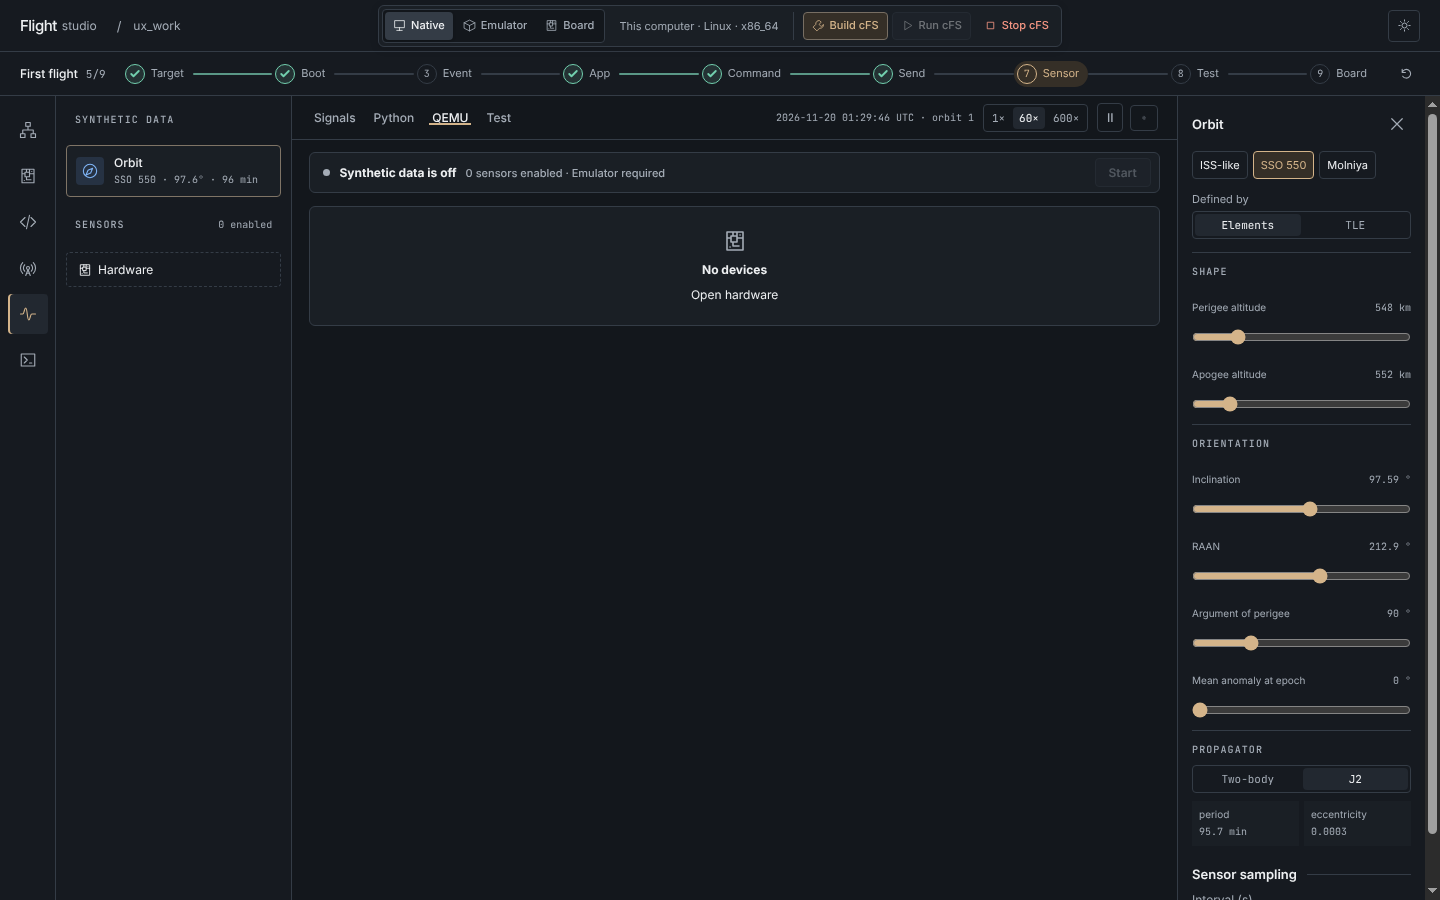 Flight studio / ux_work
Native Emulator Board This computer · Linux · x86_64 Build cFS Run cFS Stop cFS
First flight 5/9 Target Boot 3 Event App Command Send 7 Sensor 8 Test 9 Board
SYNTHETIC DATA
Orbit
SSO 550 · 97.6° · 96 min
SENSORS 0 enabled
Hardware
Signals Python QEMU Test
2026-11-20 01:29:46 UTC · orbit 1 1× 60× 600×
Synthetic data is off 0 sensors enabled · Emulator required Start
No devices
Open hardware
Orbit
ISS-like SSO 550 Molniya
Defined by
Elements TLE
SHAPE
Perigee altitude 548 km
Apogee altitude 552 km
ORIENTATION
Inclination 97.59 °
RAAN 212.9 °
Argument of perigee 90 °
Mean anomaly at epoch 0 °
PROPAGATOR
Two-body J2
period eccentricity
95.7 min 0.0003
Sensor sampling
Interval (s)